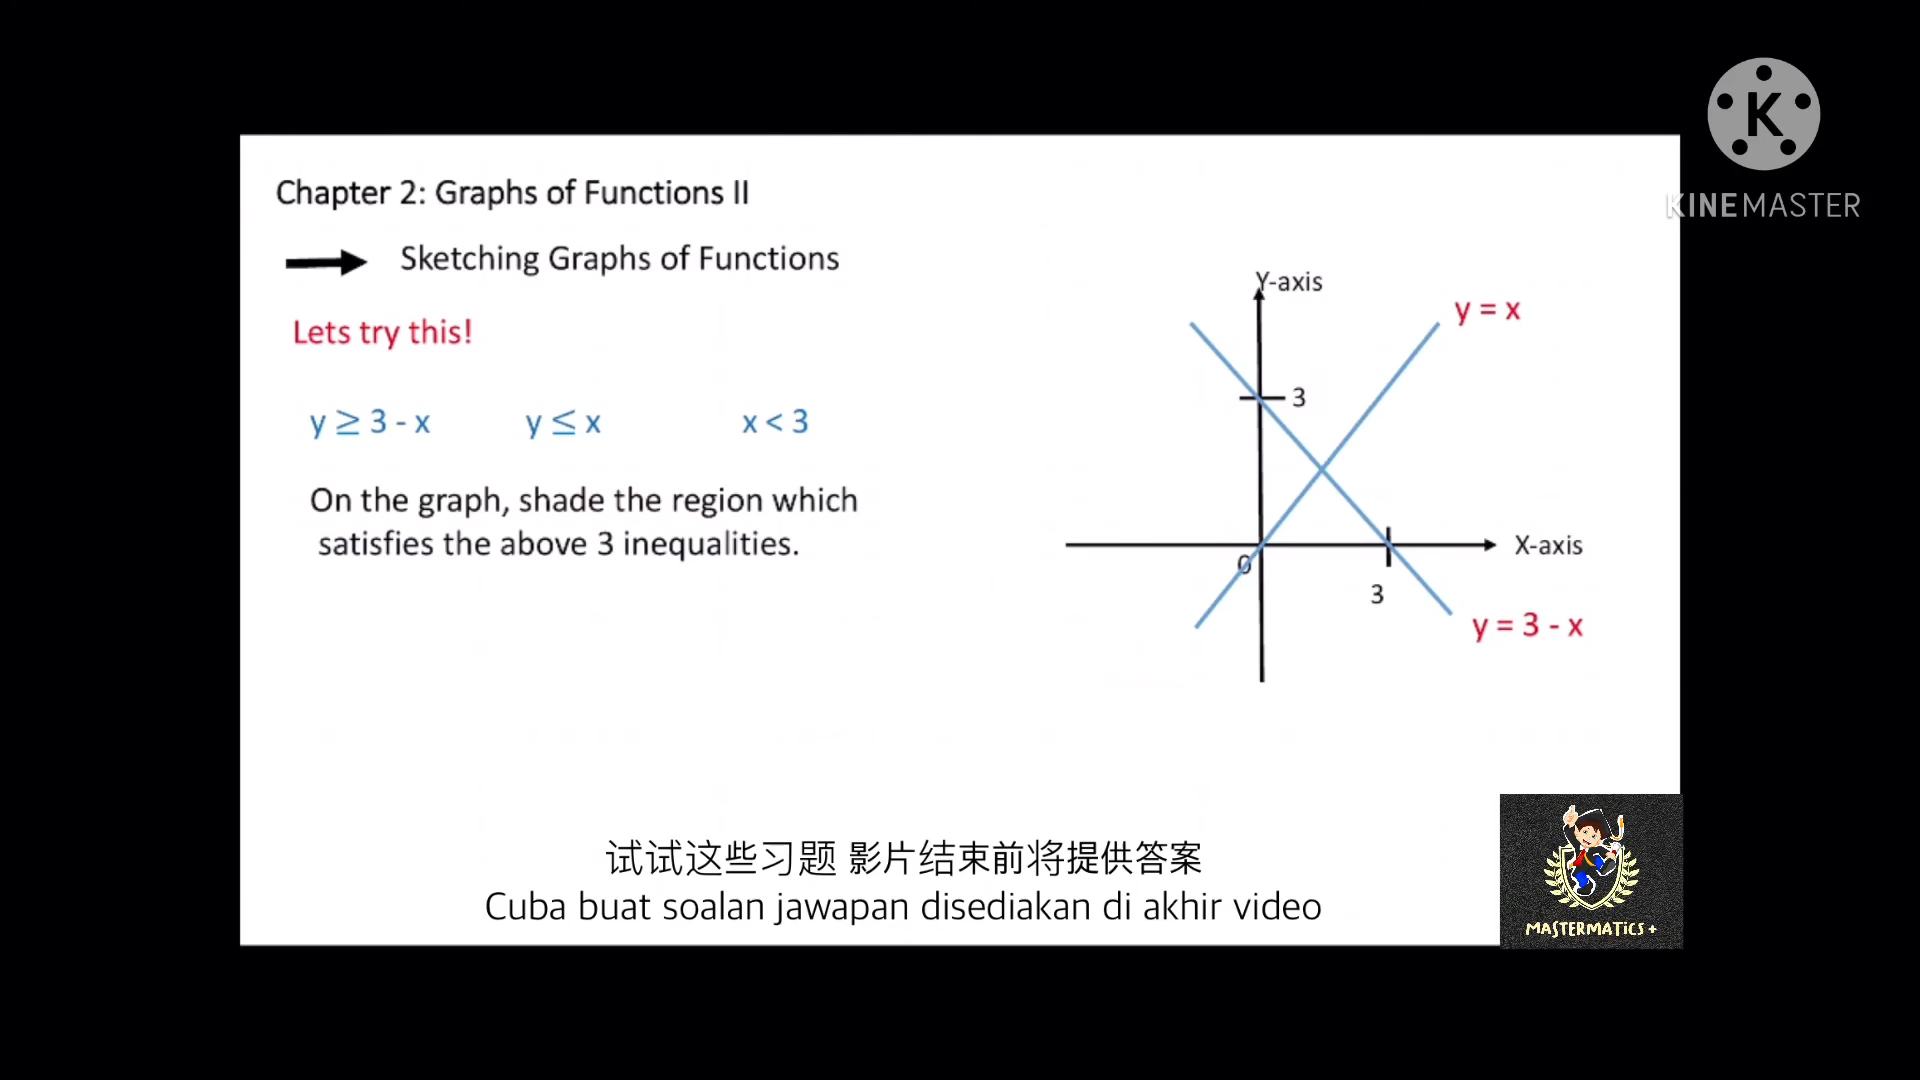 K
KINEMASTER
Chapter 2: Graphs of Functions II
Sketching Graphs of Functions
Lets try this!
y ≥ 3 - x
y ≤ x
x < 3
On the graph, shade the region which
satisfies the above 3 inequalities.
Y-axis
y = x
3
X-axis
0
3
y = 3 - x
试试这些习题 影片结束前将提供答案
Cuba buat soalan jawapan disediakan di akhir video
MASTERMATICS +